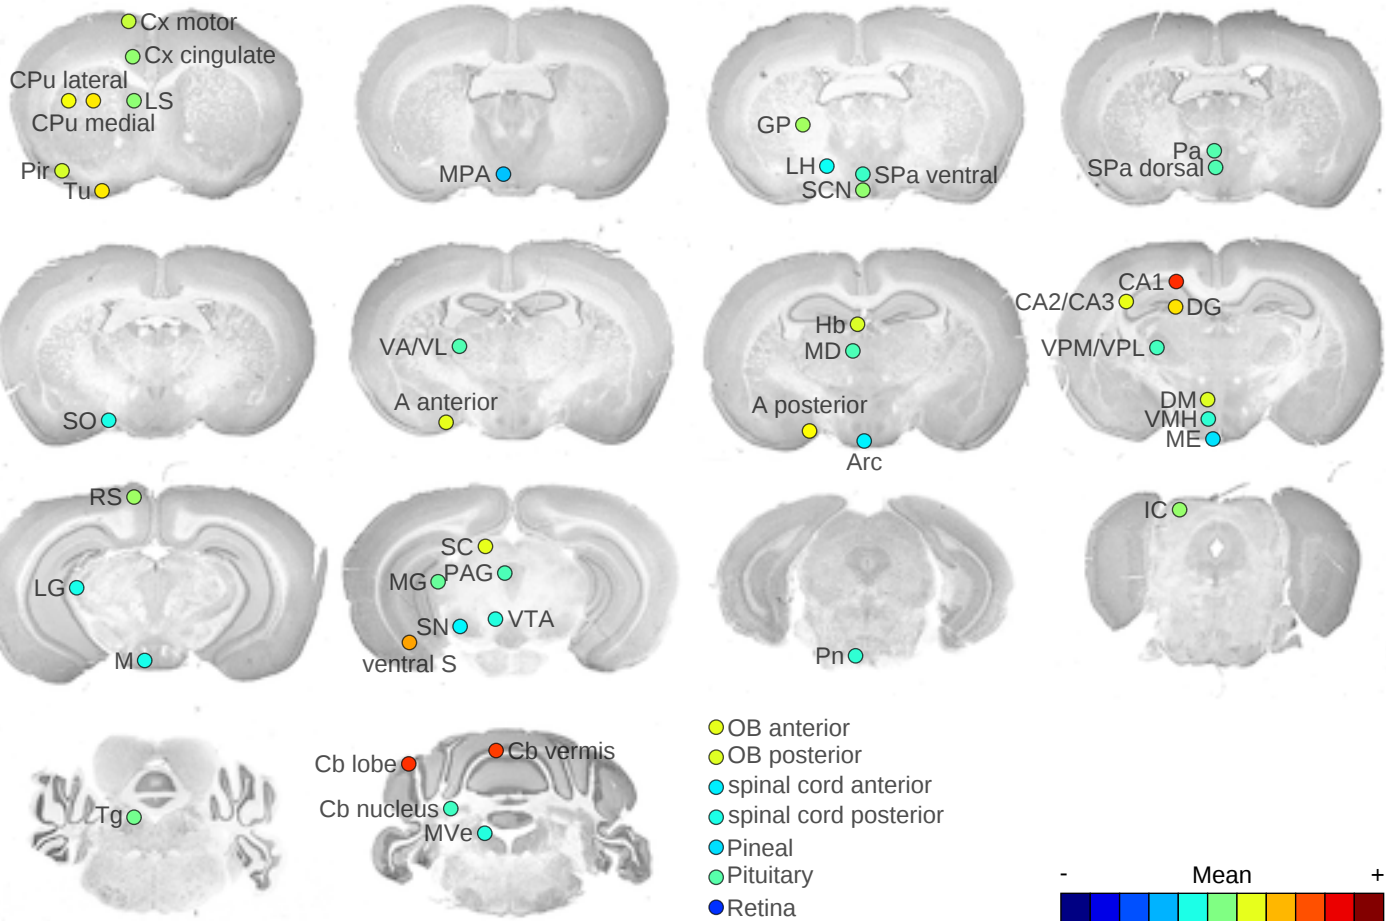 Cx motor
Cx cingulate
CPu lateral
LS
CPu medial
Pir
Tu
MPA
GP
LH
SPa ventral
SCN
Pa
SPa dorsal
SO
VA/VL
A anterior
Hb
MD
A posterior
Arc
CA1
CA2/CA3
DG
VPM/VPL
DM
VMH
ME
RS
LG
M
SC
MG
PAG
SN
VTA
ventral S
Pn
IC
Tg
Cb lobe
Cb vermis
Cb nucleus
MVe
OB anterior
OB posterior
spinal cord anterior
spinal cord posterior
Pineal
Pituitary
Retina
- Mean +